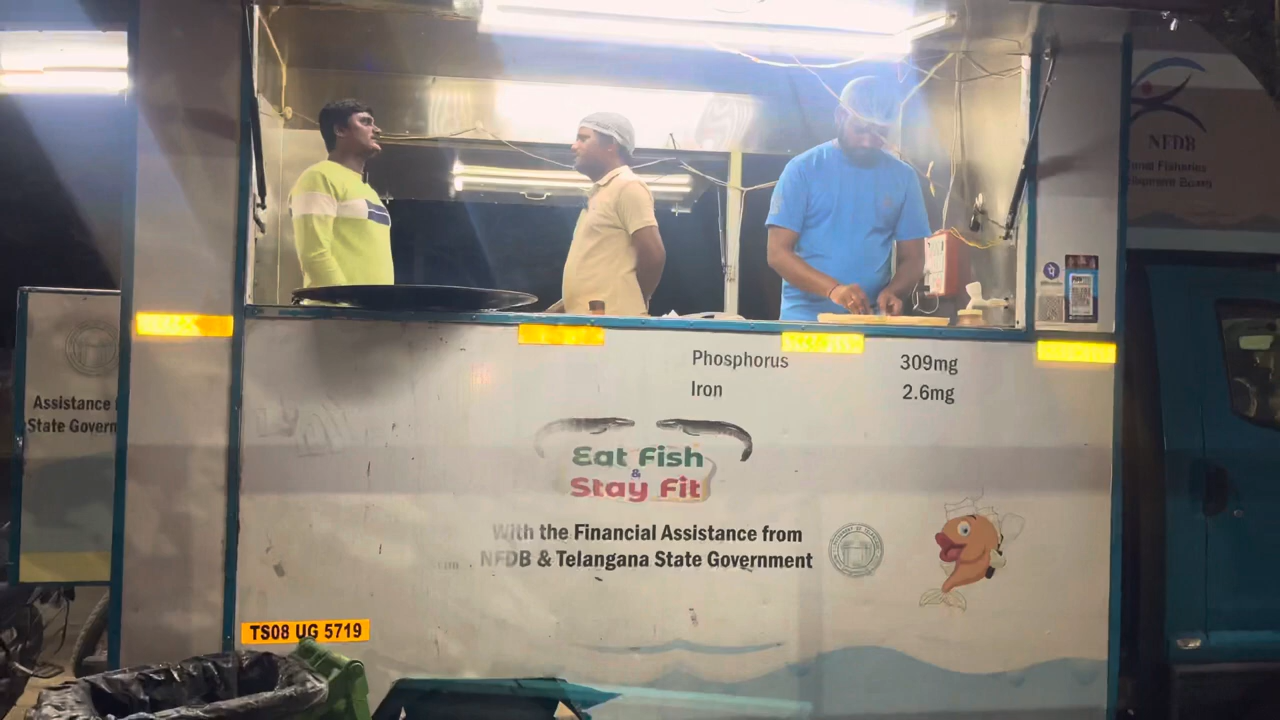 NFDB
Phosphorus 309mg
Iron 2.6mg
Eat Fish
&
Stay Fit
With the Financial Assistance from
NFDB & Telangana State Government
Assistance
State Govern
TS08 UG 5719